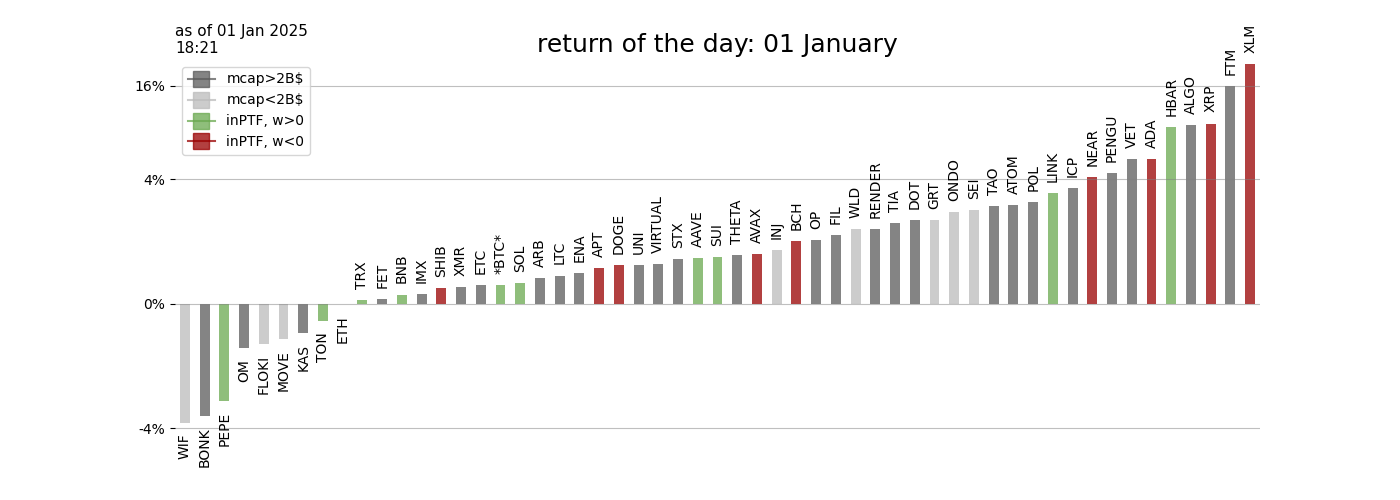 as of 01 Jan 2025
18:21
return of the day: 01 January
mcap>2B$
mcap<2B$
inPTF, w>0
inPTF, w<0
16%
4%
0%
-4%
WIF
BONK
PEPE
OM
FLOKI
MOVE
KAS
TON
ETH
TRX
FET
BNB
IMX
SHIB
XMR
ETC
*BTC*
SOL
ARB
LTC
ENA
APT
DOGE
UNI
VIRTUAL
STX
AAVE
SUI
THETA
AVAX
INJ
BCH
OP
FIL
WLD
RENDER
TIA
DOT
GRT
ONDO
SEI
TAO
ATOM
POL
LINK
ICP
NEAR
PENGU
VET
ADA
HBAR
ALGO
XRP
FTM
XLM